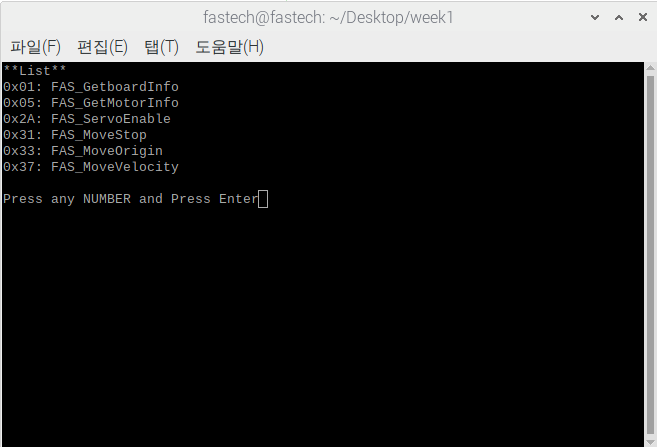 fastech@fastech: ~/Desktop/week1
파일(F) 편집(E) 탭(T) 도움말(H)
**List**
0x01: FAS_GetboardInfo
0x05: FAS_GetMotorInfo
0x2A: FAS_ServoEnable
0x31: FAS_MoveStop
0x33: FAS_MoveOrigin
0x37: FAS_MoveVelocity
Press any NUMBER and Press Enter